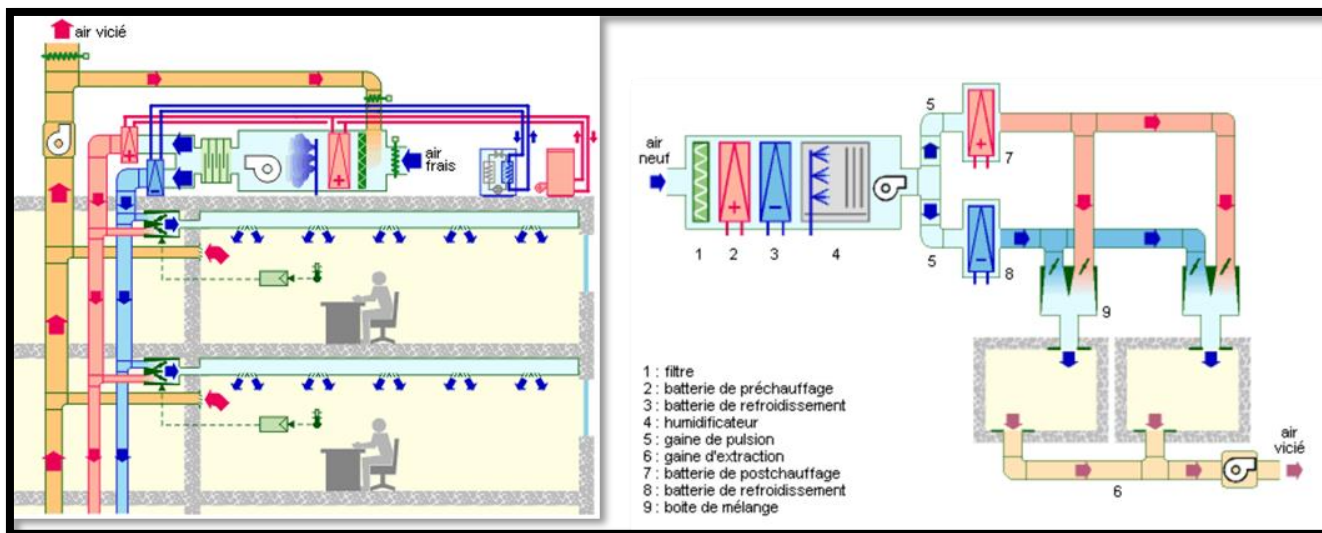 air vicié
air
frais
+
-
+
air
neuf
1
2
3
4
5
5
+
-
+
-
7
8
9
6
air
vicié
1 : filtre
2 : batterie de préchauffage
3 : batterie de refroidissement
4 : humidificateur
5 : gaine de pulsion
6 : gaine d'extraction
7 : batterie de postchauffage
8 : batterie de refroidissement
9 : boite de mélange